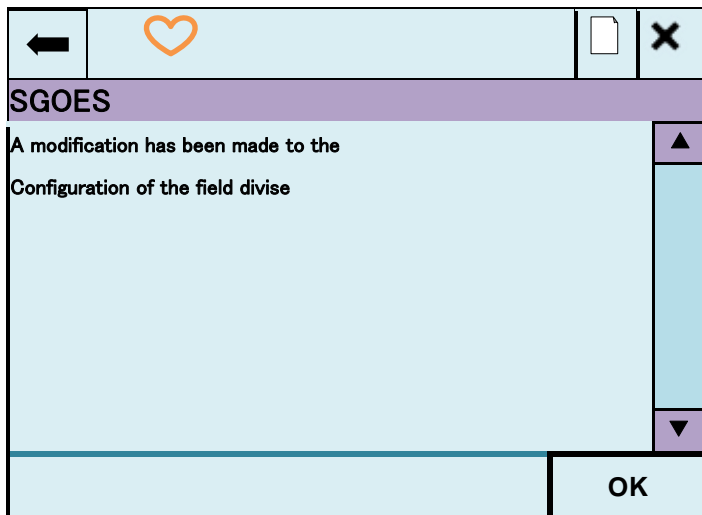 SGOES
A modification has been made to the
Configuration of the field divise
OK